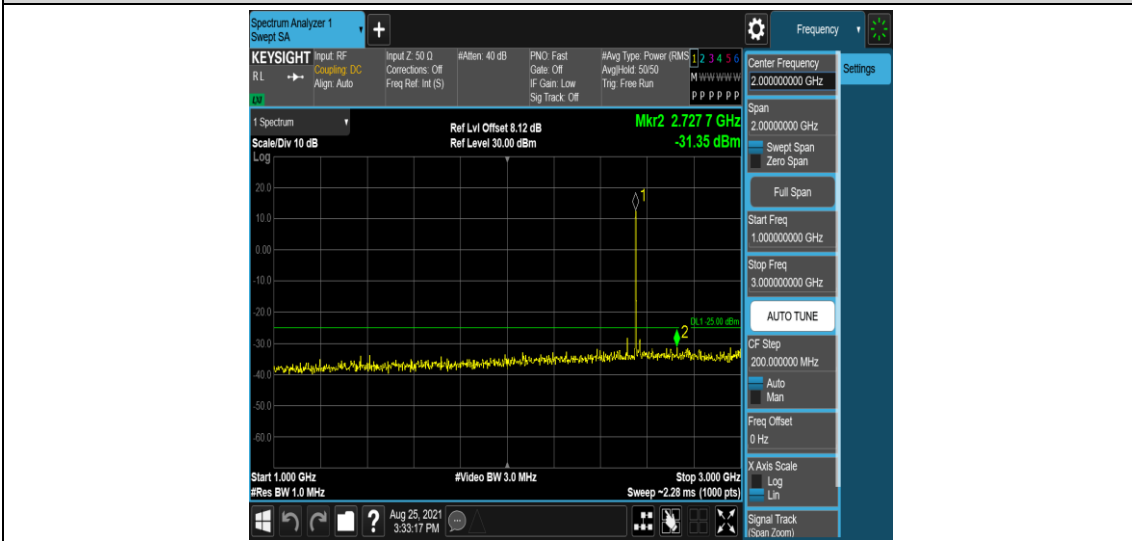 Spectrum Analyzer 1
Swept SA
Frequency
KEYSIGHT
R L
LXI
Input: RF
Coupling: DC
Align: Auto
Input Z: 50 Ω
Corrections: Off
Freq Ref: Int (S)
#Atten: 40 dB
PNO: Fast
Gate: Off
IF Gain: Low
Sig Track: Off
#Avg Type: Power (RMS
Avg|Hold: 50/50
Trig: Free Run
1 2 3 4 5 6
M W W W W W
P P P P P P
Center Frequency
2.000000000 GHz
Settings
Span
2.00000000 GHz
Swept Span
Zero Span
Full Span
Start Freq
1.000000000 GHz
Stop Freq
3.000000000 GHz
AUTO TUNE
CF Step
200.000000 MHz
Auto
Man
Freq Offset
0 Hz
X Axis Scale
Log
Lin
Signal Track
(Span Zoom)
1 Spectrum
Scale/Div 10 dB
Log
Ref Lvl Offset 8.12 dB
Ref Level 30.00 dBm
Mkr2 2.727 7 GHz
-31.35 dBm
20.0
10.0
0.00
-10.0
-20.0
-30.0
-40.0
-50.0
-60.0
1
DL1 -25.00 dBm
2
Start 1.000 GHz
#Res BW 1.0 MHz
#Video BW 3.0 MHz
Stop 3.000 GHz
Sweep ~2.28 ms (1000 pts)
?
Aug 25, 2021
3:33:17 PM